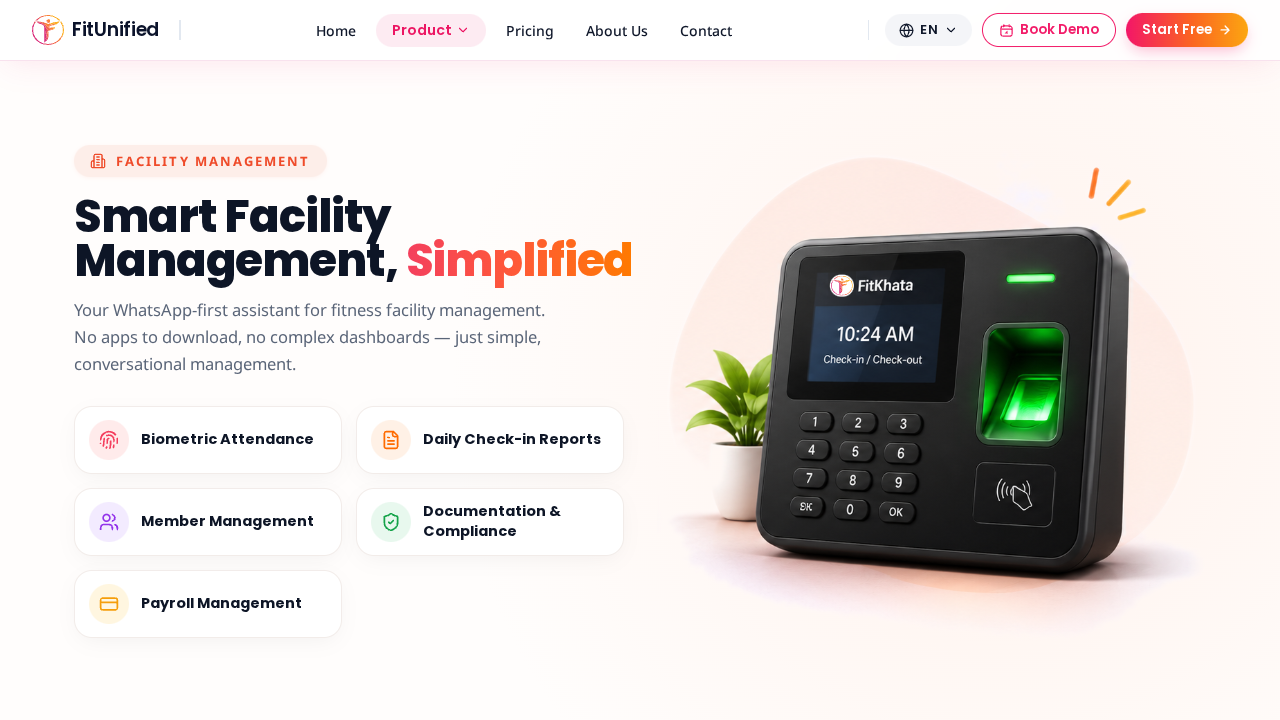 FitUnified
Home
Product
Pricing
About Us
Contact
EN
Book Demo
Start Free
FACILITY MANAGEMENT
Smart Facility
Management, Simplified
Your WhatsApp-first assistant for fitness facility management.
No apps to download, no complex dashboards — just simple,
conversational management.
Biometric Attendance
Daily Check-in Reports
Member Management
Documentation &
Compliance
Payroll Management
FitKhata
10:24 AM
Check-in / Check-out
1 2 3
4 5 6
7 8 9
0 OK